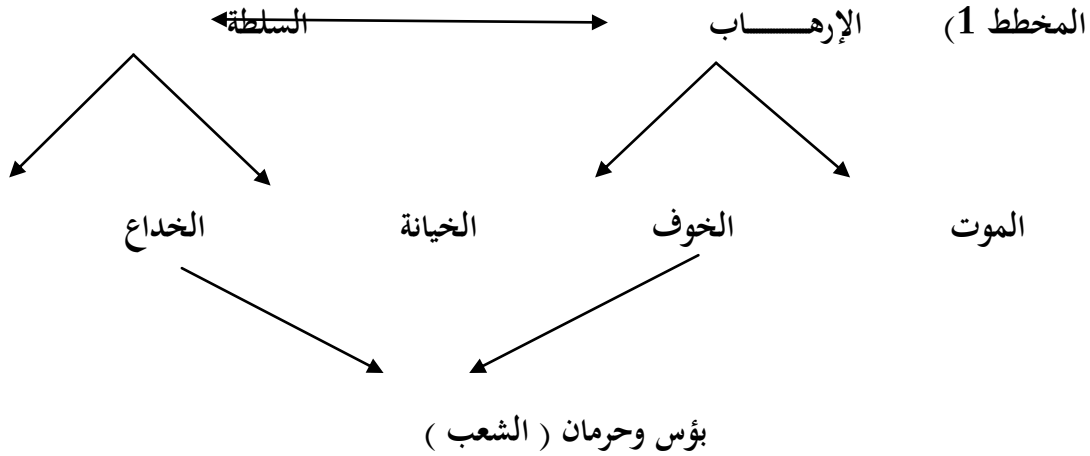 المخطط 1) الإرهـــــاب السلطة
الموت الخوف الخيانة الخداع
بؤس وحرمان ( الشعب )